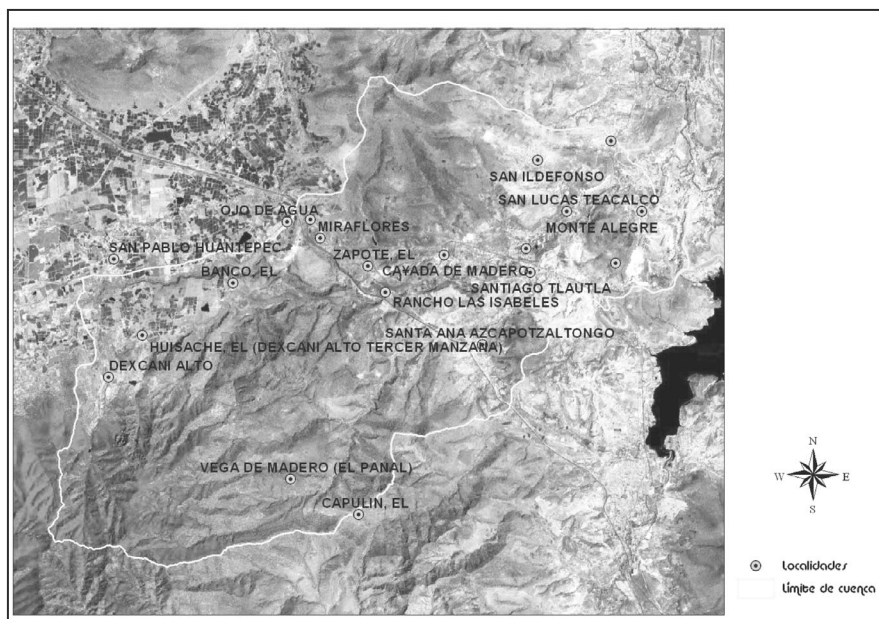 SAN ILDEFONSO
SAN LUCAS TEACALCO
OJO DE AGUA
MIRAFLORES
MONTE ALEGRE
SAN PABLO HUANTEPEC
ZAPOTE, EL
BANCO, EL
CAYADA DE MADERO
SANTIAGO TLAUTLA
RANCHO LAS ISABELES
SANTA ANA AZCAPOTZALTONGO
HUISACHE, EL (DEXCANI ALTO TERCER MANZANA)
DEXCANI ALTO
VEGA DE MADERO (EL PANAL)
CAPULIN, EL
N
W E
S
Localidades
Límite de cuenca